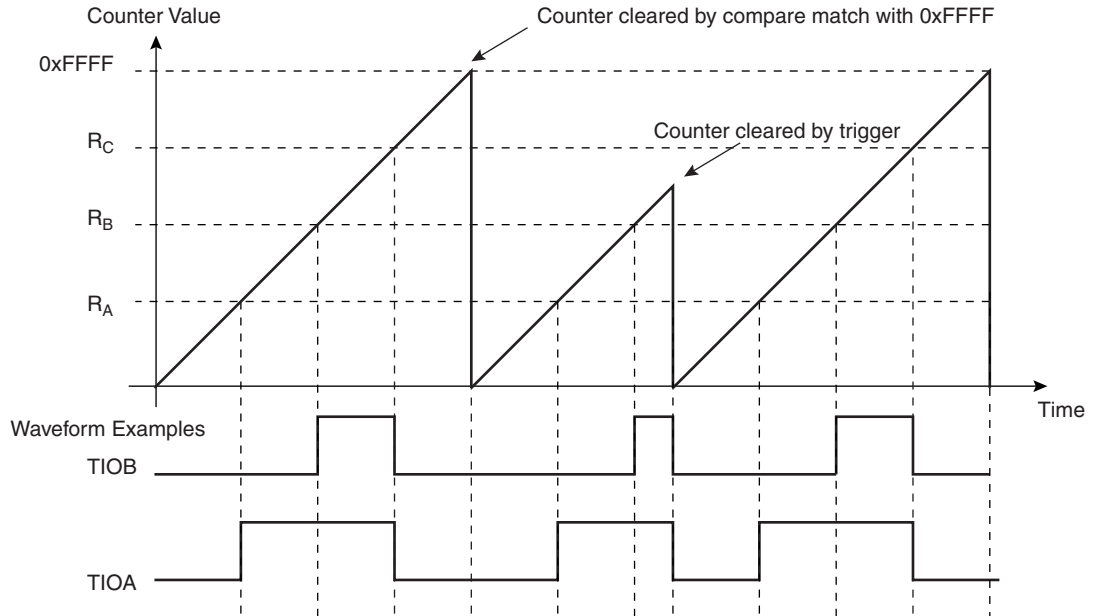 Counter Value
Counter cleared by compare match with 0xFFFF
0xFFFF
Counter cleared by trigger
RC
RB
RA
Time
Waveform Examples
TIOB
TIOA